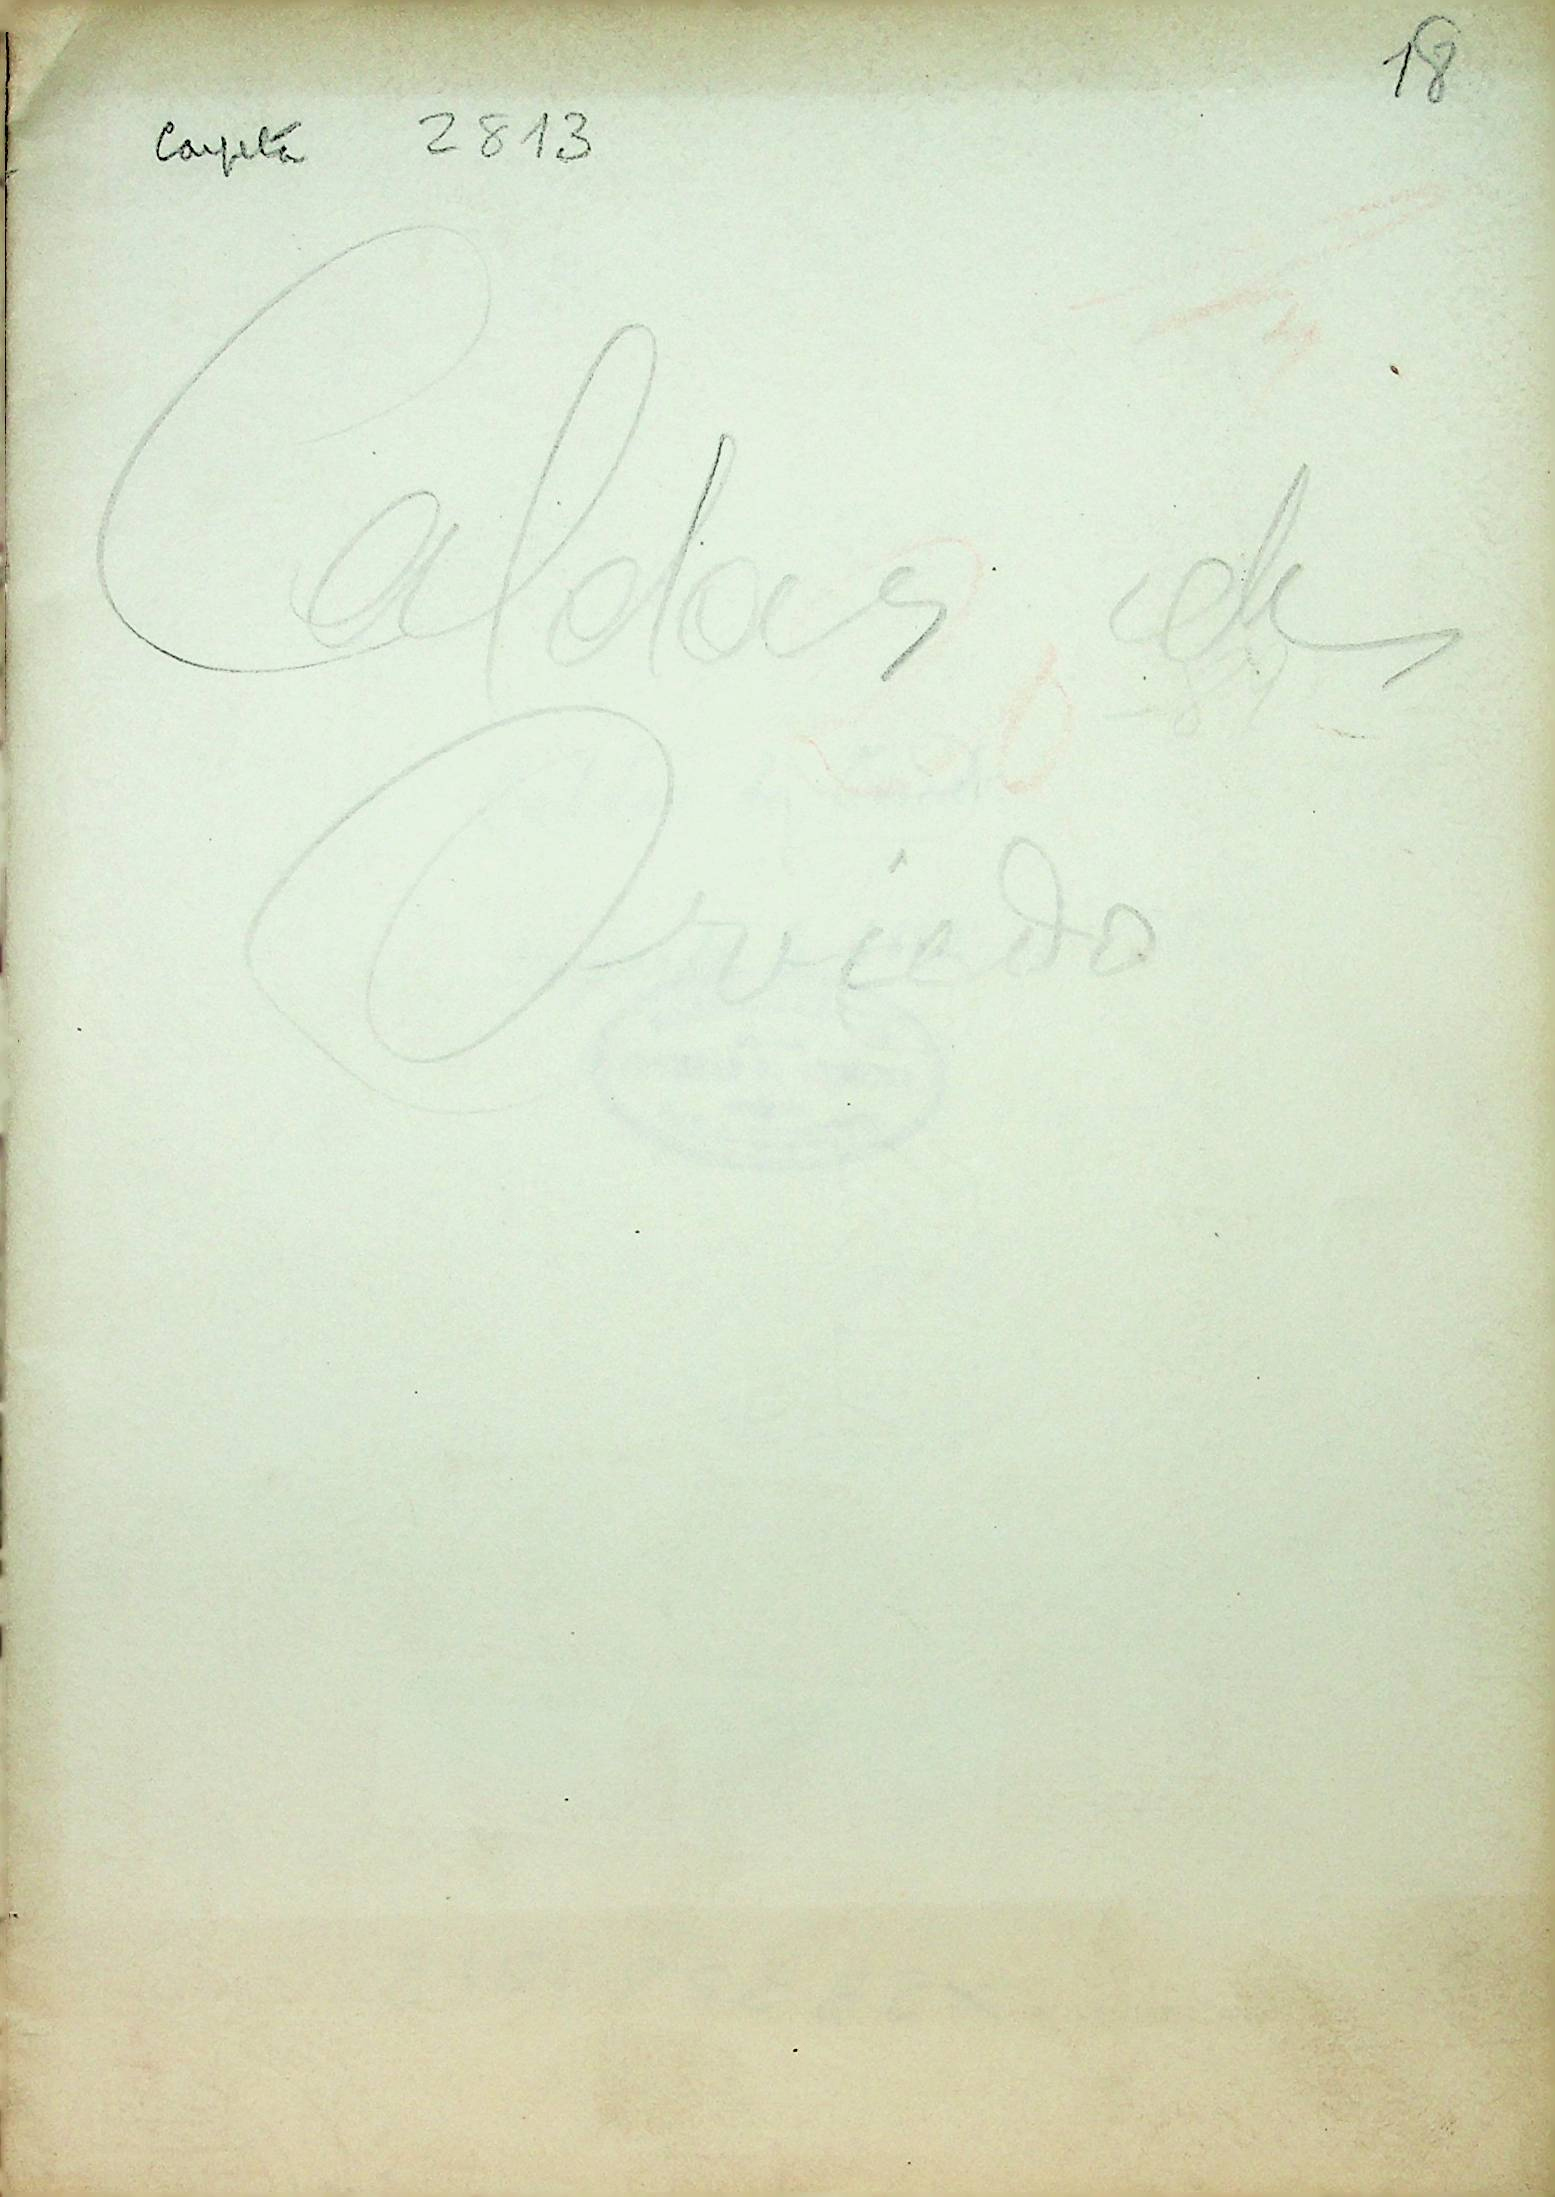 18
Carpeta 2813
Caldas de
Oviedo